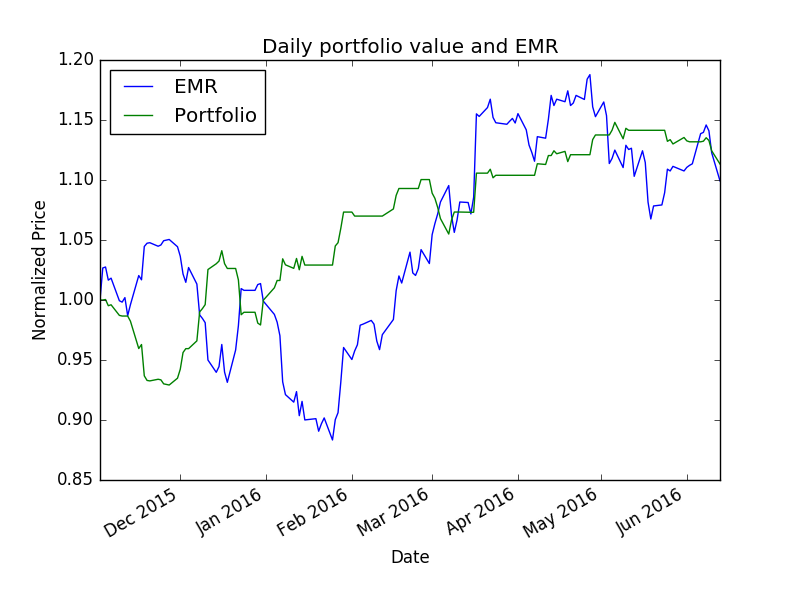 Daily portfolio value and EMR
EMR
Portfolio
1.20
1.15
1.10
1.05
1.00
0.95
0.90
0.85
Normalized Price
Dec 2015
Jan 2016
Feb 2016
Mar 2016
Apr 2016
May 2016
Jun 2016
Date